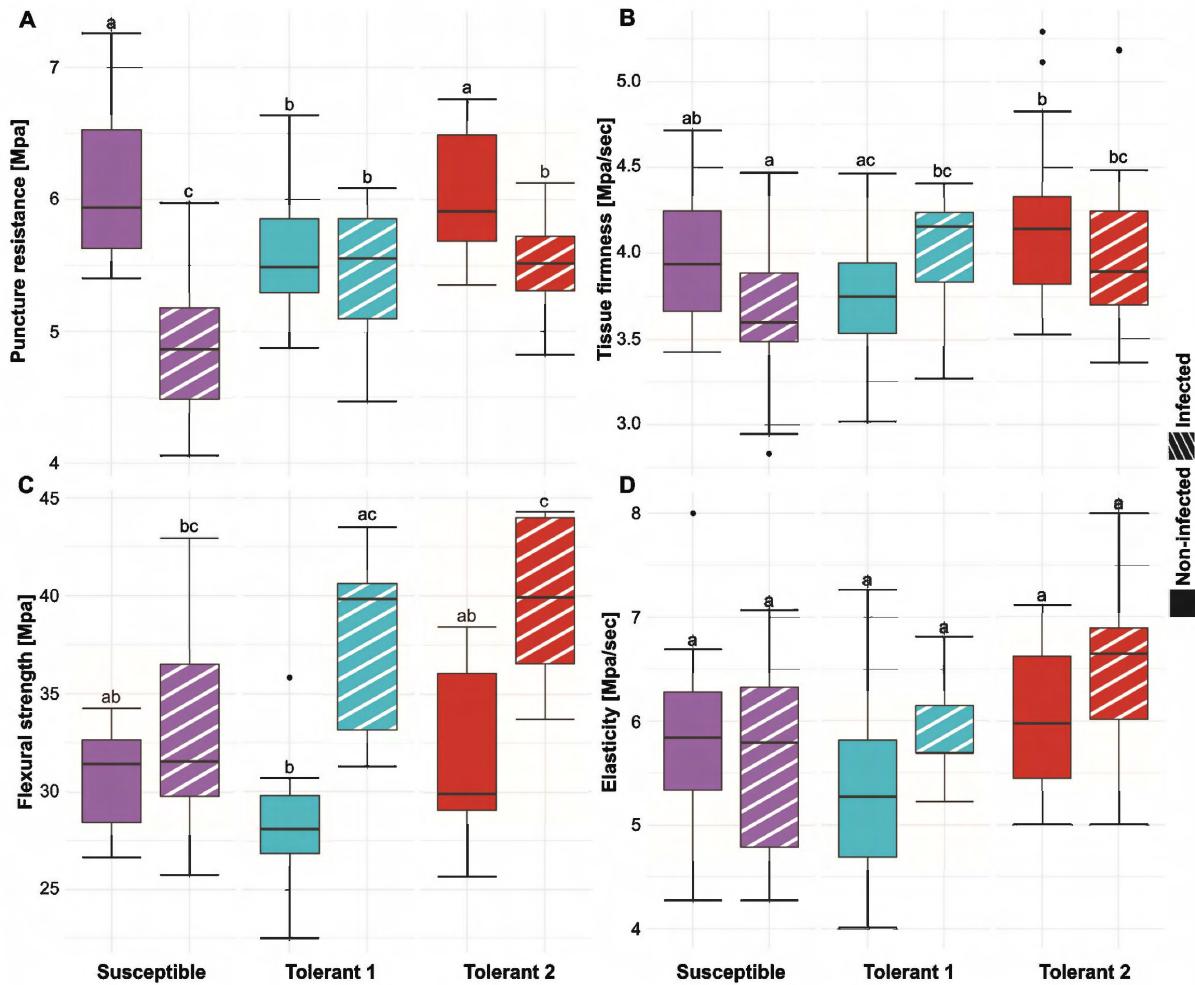 A
Puncture resistance [Mpa]
7
6
5
4
a
c
b
b
a
b
B
Tissue firmness [Mpa/sec]
5.0
4.5
4.0
3.5
3.0
ab
a
ac
bc
b
bc
C
Flexural strength [Mpa]
45
40
35
30
25
ab
bc
b
ac
ab
c
D
Elasticity [Mpa/sec]
8
7
6
5
4
a
a
a
a
a
a
Susceptible
Tolerant 1
Tolerant 2
Susceptible
Tolerant 1
Tolerant 2
Non-infected
Infected